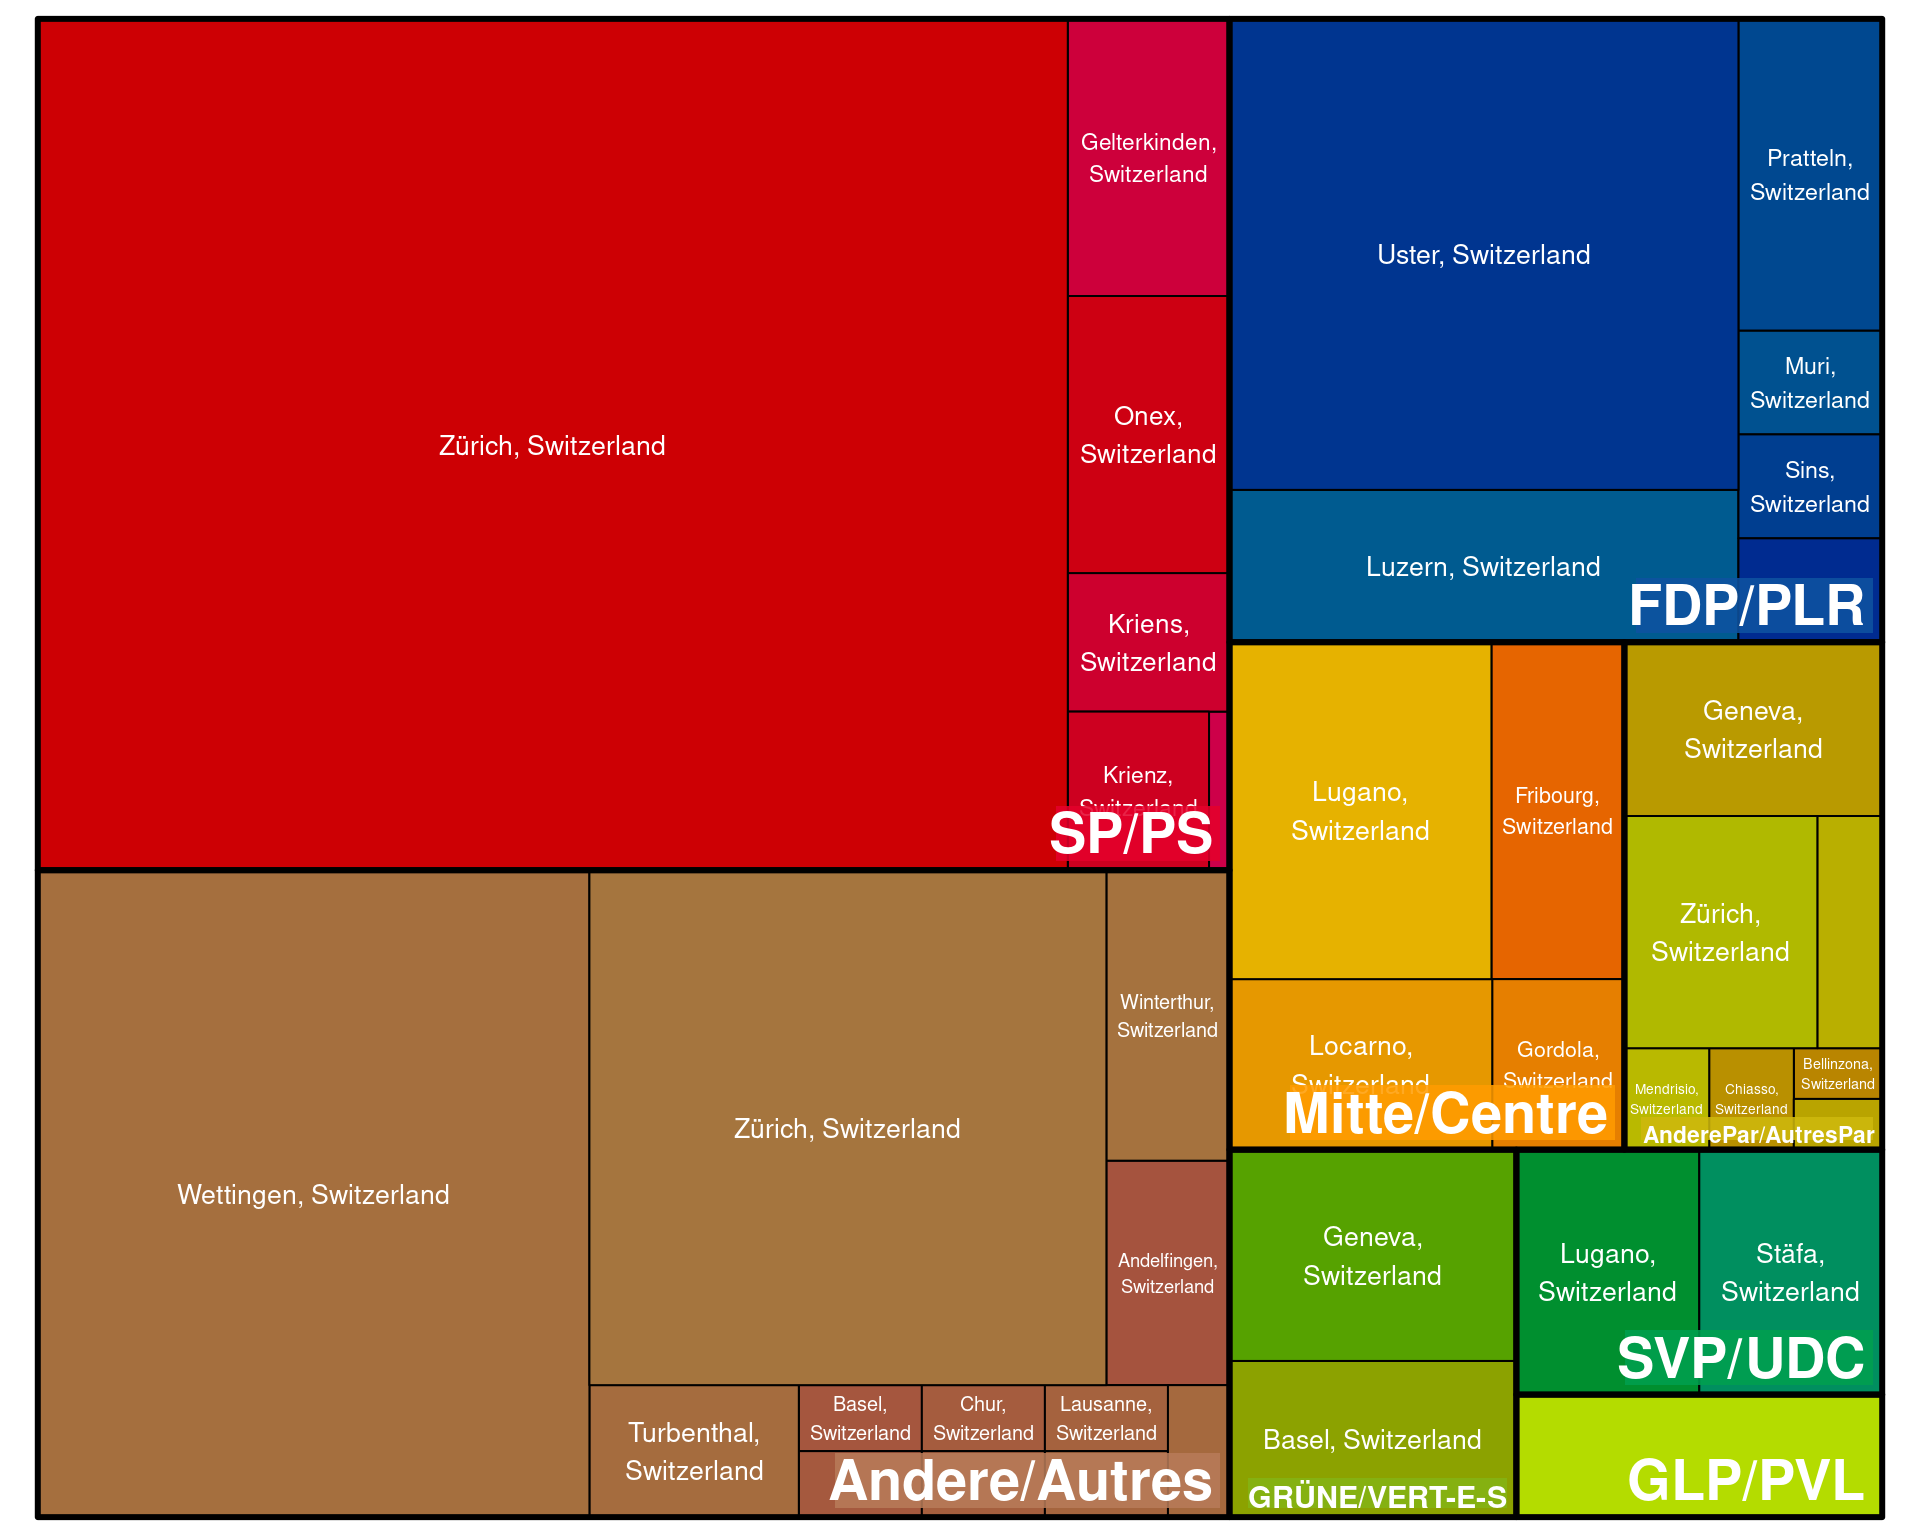 Zürich, Switzerland
Gelterkinden,
Switzerland
Onex,
Switzerland
Kriens,
Switzerland
Krienz,
Switzerland
SP/PS
Uster, Switzerland
Pratteln,
Switzerland
Muri,
Switzerland
Sins,
Switzerland
Luzern, Switzerland
FDP/PLR
Wettingen, Switzerland
Zürich, Switzerland
Winterthur,
Switzerland
Andelfingen,
Switzerland
Turbenthal,
Switzerland
Basel,
Switzerland
Chur,
Switzerland
Lausanne,
Switzerland
Andere/Autres
Lugano,
Switzerland
Fribourg,
Switzerland
Locarno,
Switzerland
Gordola,
Switzerland
Mitte/Centre
Geneva,
Switzerland
Zürich,
Switzerland
Mendrisio,
Switzerland
Chiasso,
Switzerland
Bellinzona,
Switzerland
AnderePar/AutresPar
Geneva,
Switzerland
Basel, Switzerland
GRÜNE/VERT-E-S
Lugano,
Switzerland
Stäfa,
Switzerland
SVP/UDC
GLP/PVL